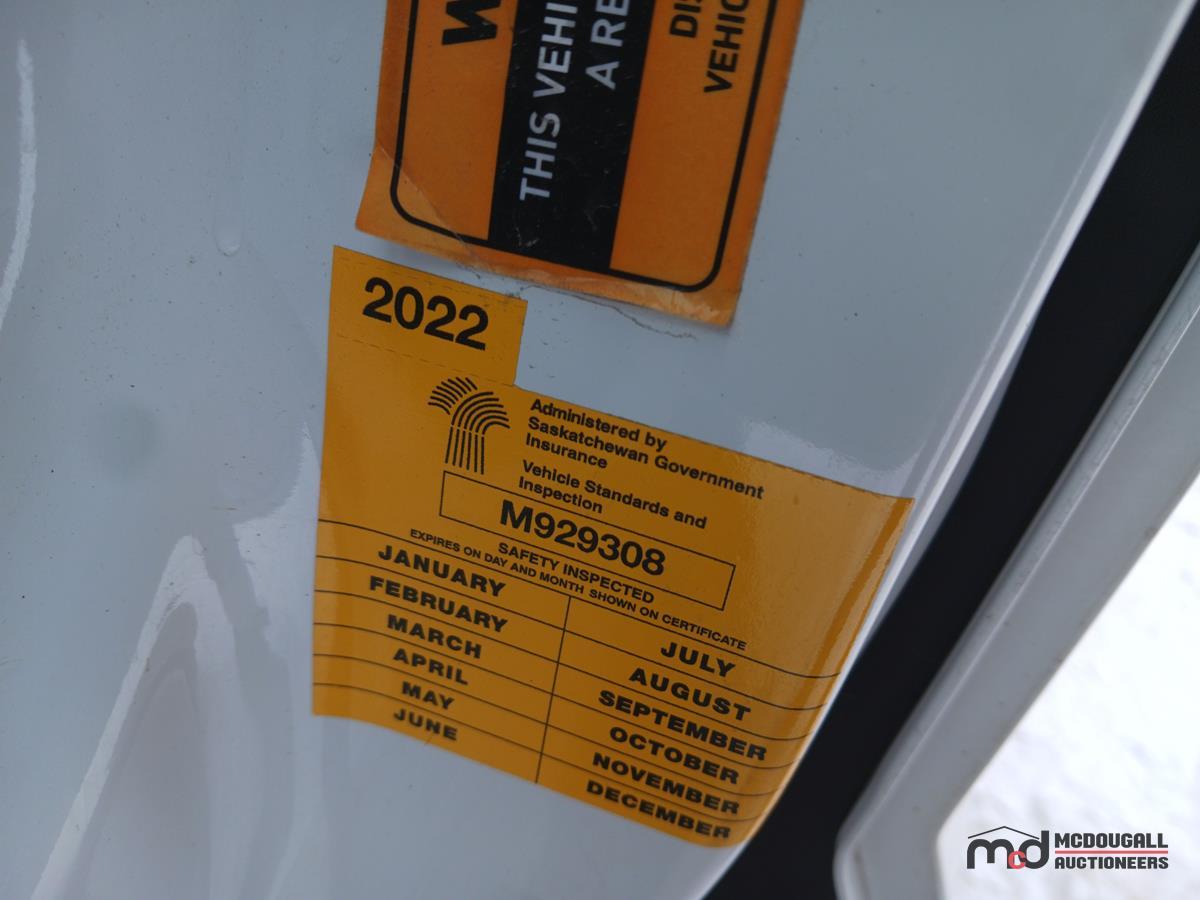 W
THIS VEHI
A RE
DIS
VEHIC
2022
Administered by
Saskatchewan Government
Insurance
Vehicle Standards and
Inspection
M929308
SAFETY INSPECTED
EXPIRES ON DAY AND MONTH SHOWN ON CERTIFICATE
JANUARY
FEBRUARY
MARCH
APRIL
MAY
JUNE
JULY
AUGUST
SEPTEMBER
OCTOBER
NOVEMBER
DECEMBER
mcd
MCDOUGALL
AUCTIONEERS